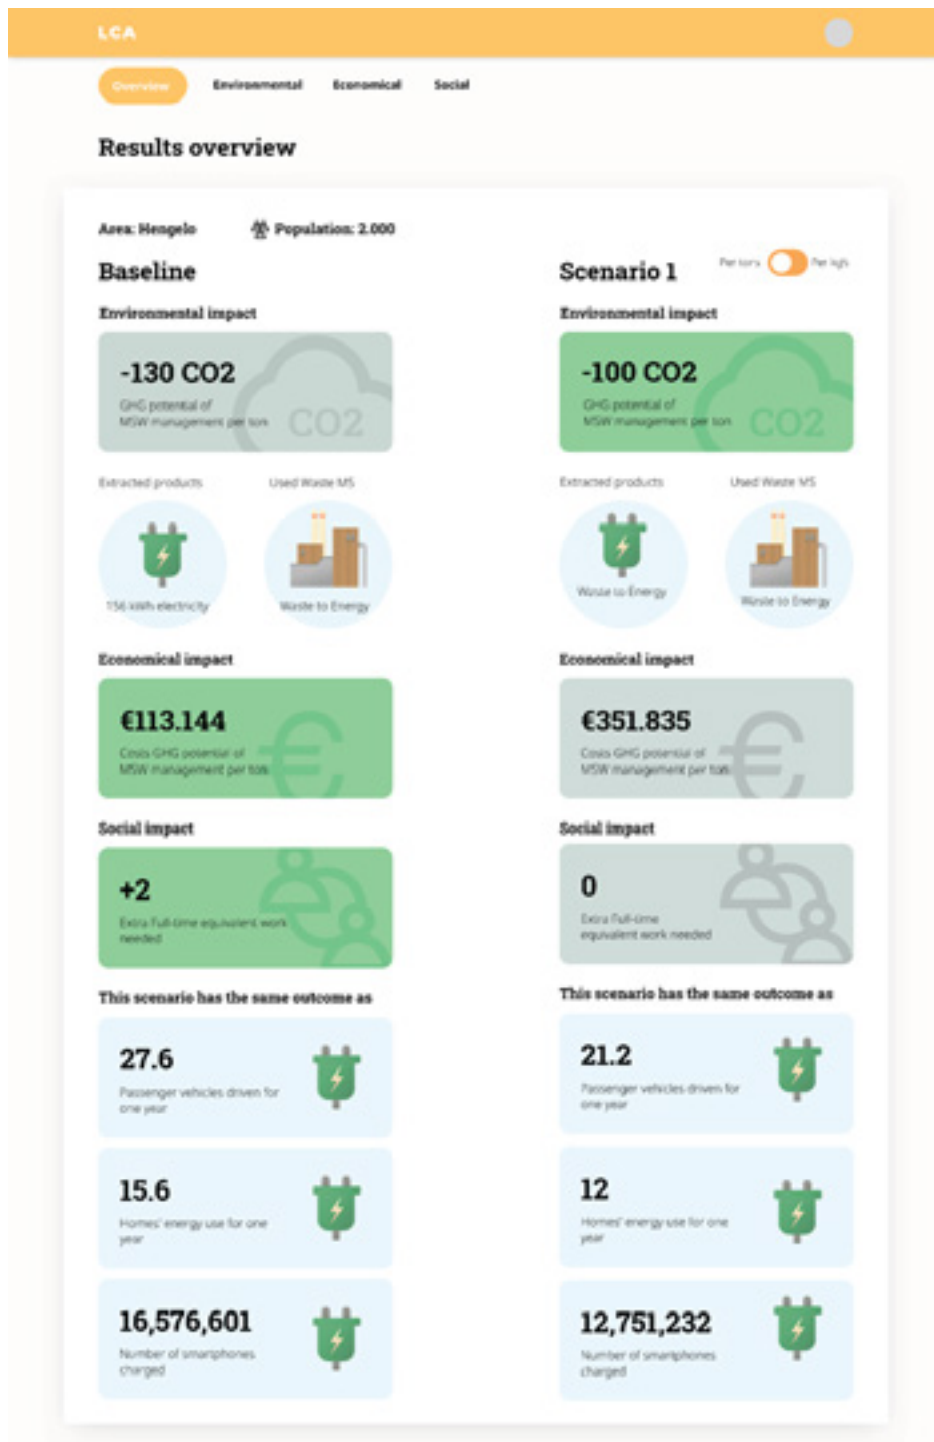 LCA
Overview Environmental Economical Social
Results overview
Area: Hengelo Population: 2.000
Baseline
Environmental impact
-130 CO2
GHG potential of
MSW management per ton
CO2
Extracted products Used Waste MS
156 kWh electricity Waste to Energy
Economical impact
€113.144
Costs GHG potential of
MSW management per ton
€
Social impact
+2
Extra Full-time equivalent work
needed
This scenario has the same outcome as
27.6
Passenger vehicles driven for
one year
15.6
Homes' energy use for one
year
16,576,601
Number of smartphones
charged
Scenario 1
Per tons Per kg's
Environmental impact
-100 CO2
GHG potential of
MSW management per ton
CO2
Extracted products Used Waste MS
Waste to Energy Waste to Energy
Economical impact
€351.835
Costs GHG potential of
MSW management per ton
€
Social impact
0
Extra Full-time
equivalent work needed
This scenario has the same outcome as
21.2
Passenger vehicles driven for
one year
12
Homes' energy use for one
year
12,751,232
Number of smartphones
charged